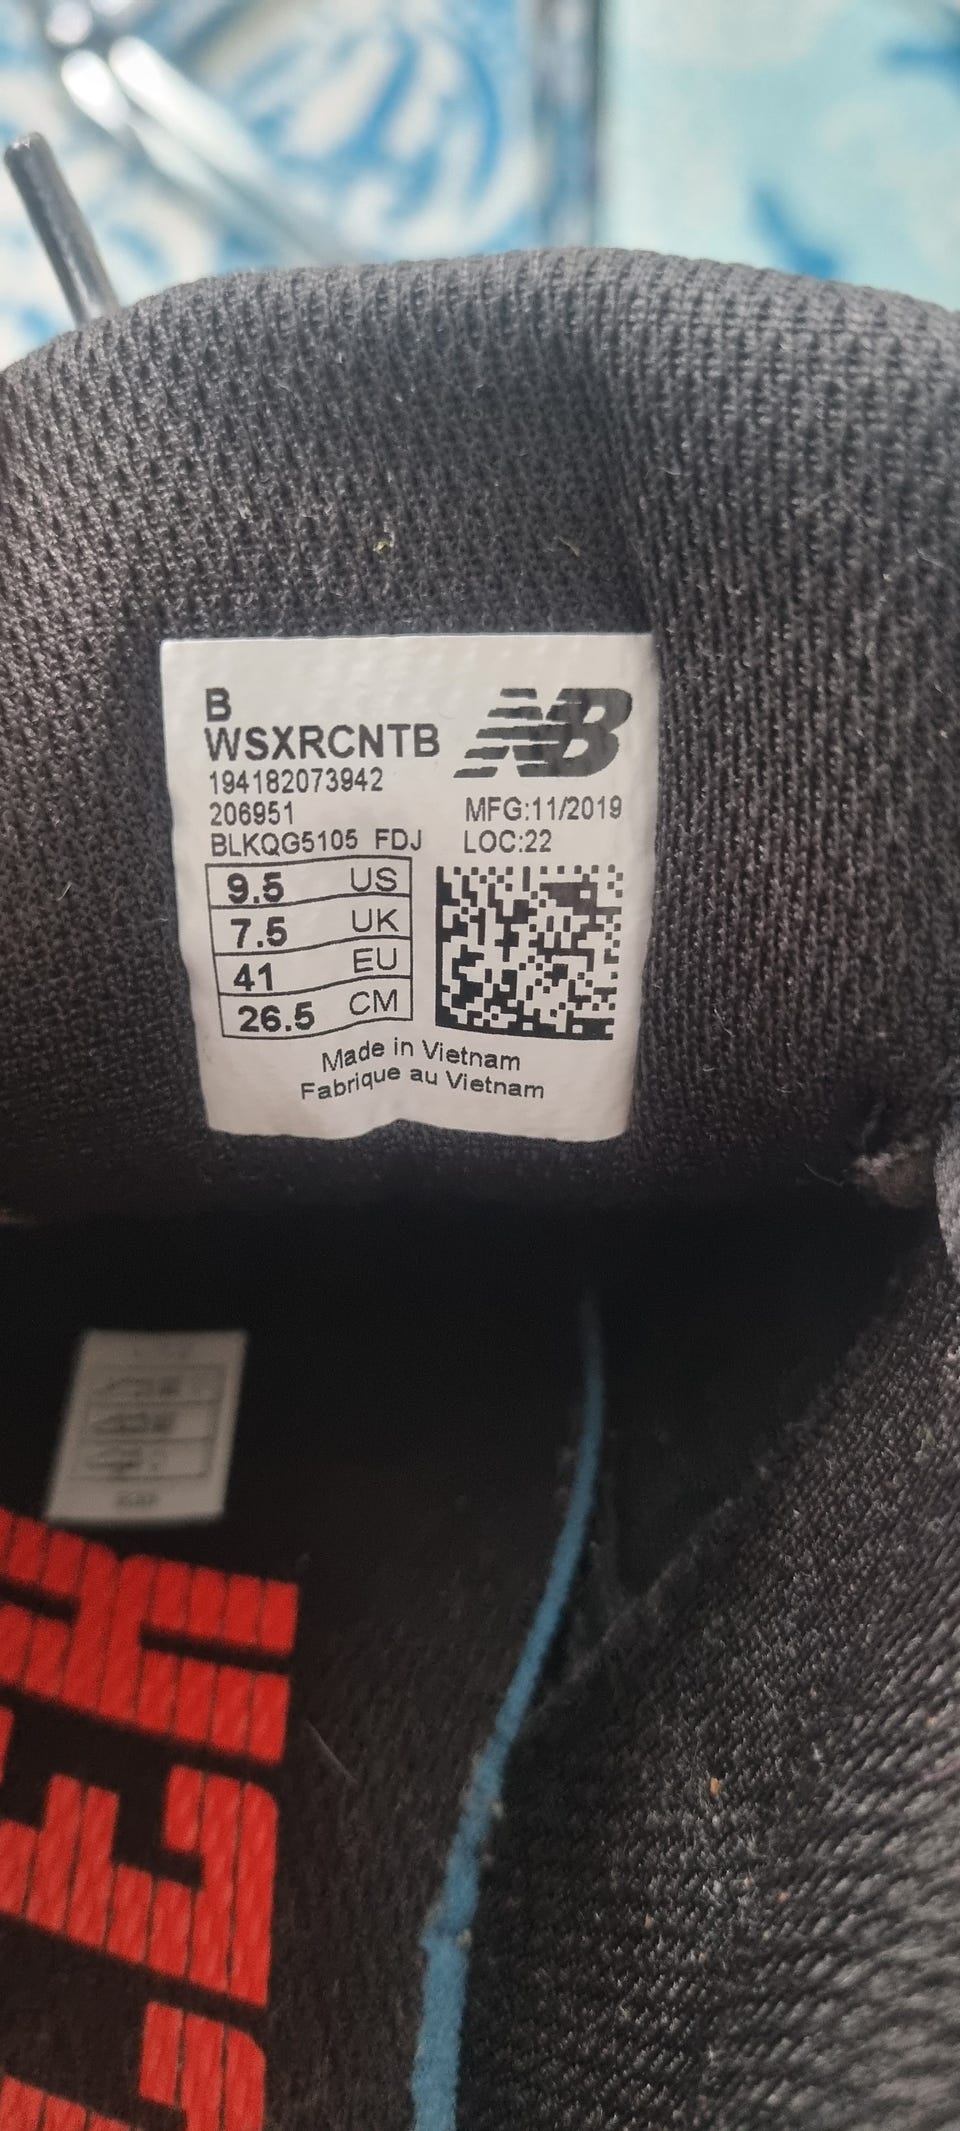 B
WSXRCNTB
NB
194182073942
206951
MFG:11/2019
BLKQG5105 FDJ
LOC:22
9.5 US
7.5 UK
41 EU
26.5 CM
Made in Vietnam
Fabrique au Vietnam